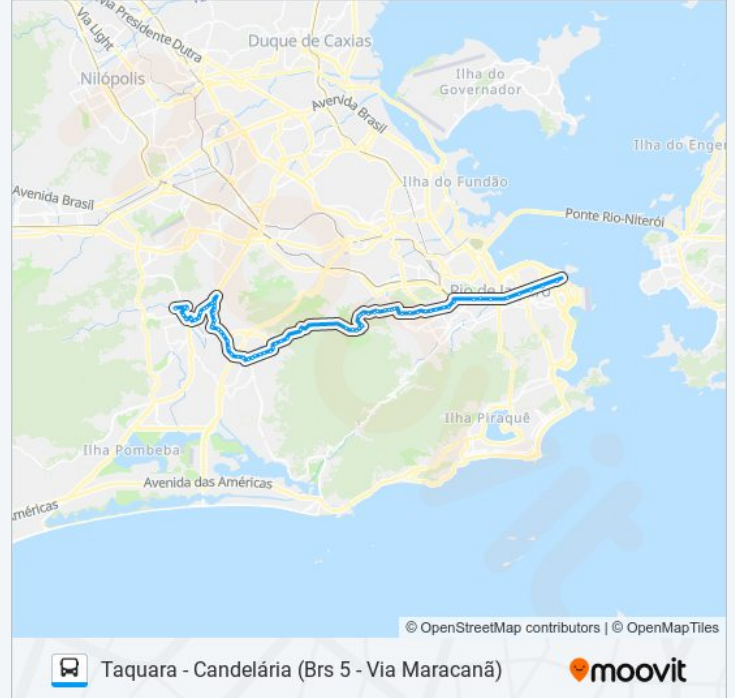 Via Presidente Dutra
Via Light
Duque de Caxias
Nilópolis
Ilha do
Governador
Avenida Brasil
Ilha do Enger
Ilha do Fundão
Avenida Brasil
Ponte Rio-Niterói
Rio de Janeiro
Ilha Piraquê
Ilha Pombeba
Avenida das Américas
méricas
© OpenStreetMap contributors | © OpenMapTiles
Taquara - Candelária (Brs 5 - Via Maracanã)
moovit